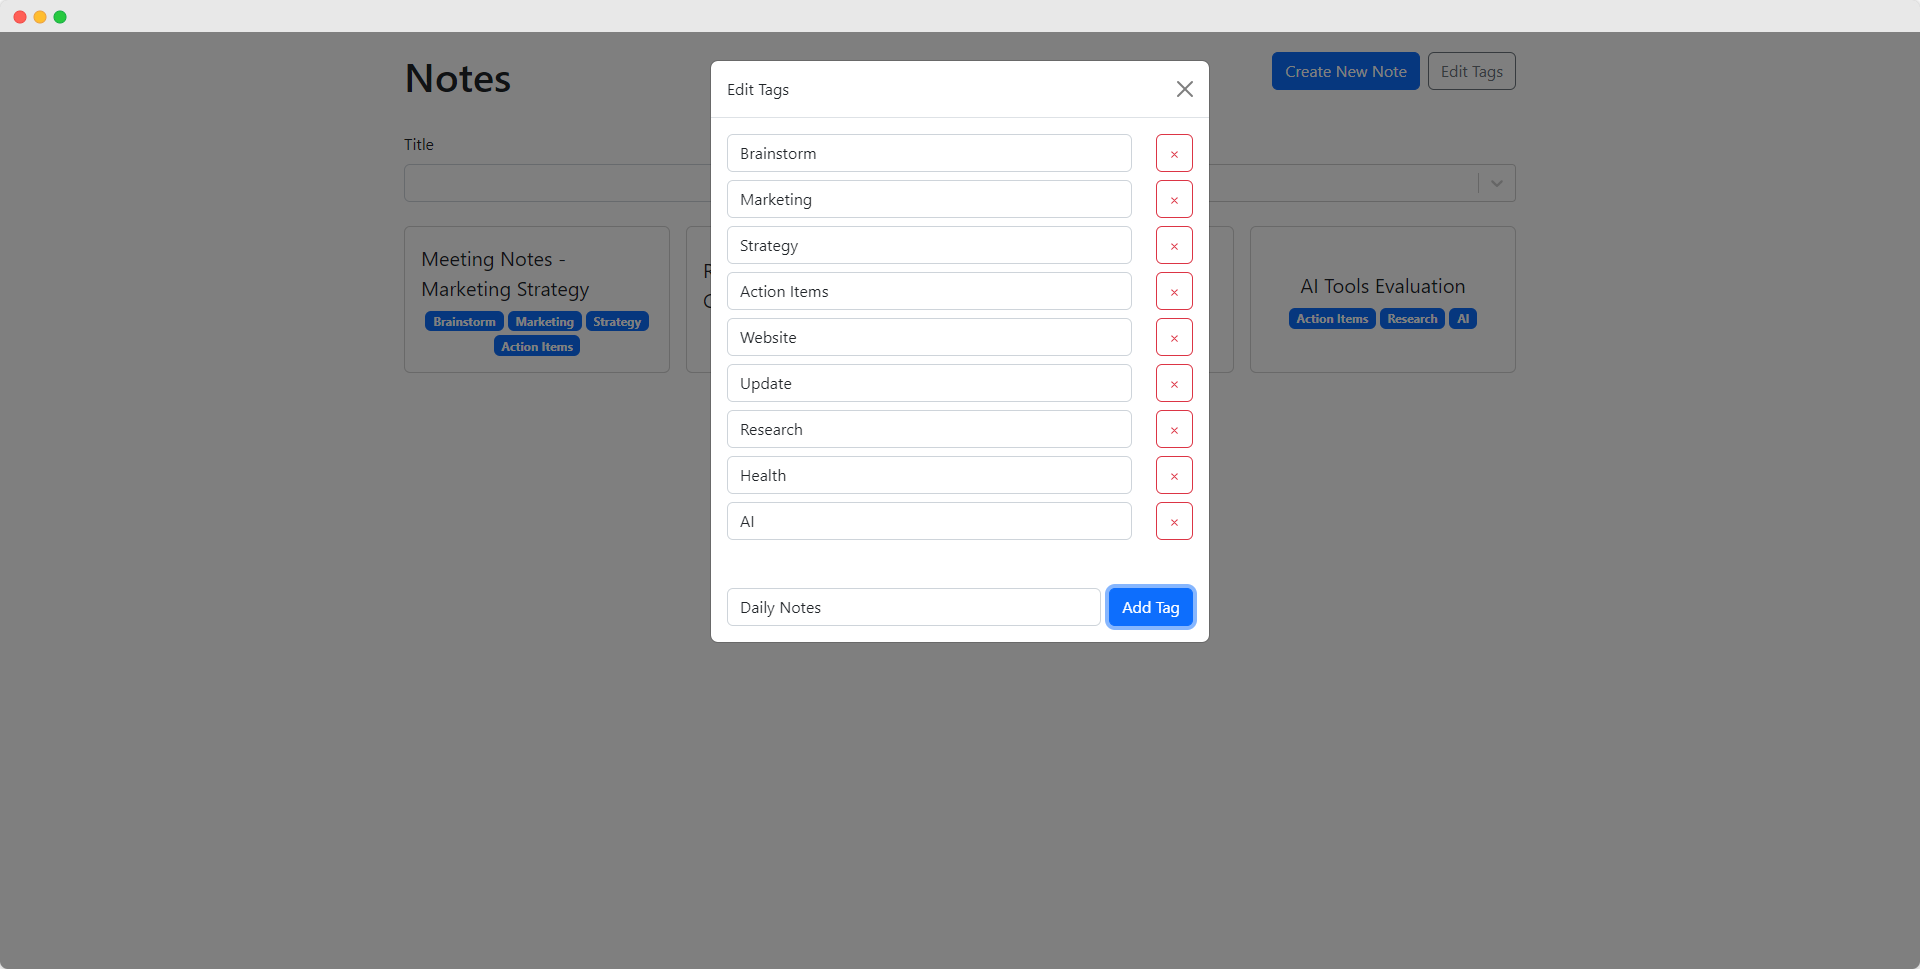 Notes
Create New Note
Edit Tags
Title
Meeting Notes -
Marketing Strategy
Brainstorm Marketing Strategy
Action Items
AI Tools Evaluation
Action Items Research AI
Edit Tags
Brainstorm
×
Marketing
×
Strategy
×
Action Items
×
Website
×
Update
×
Research
×
Health
×
AI
×
Daily Notes
Add Tag